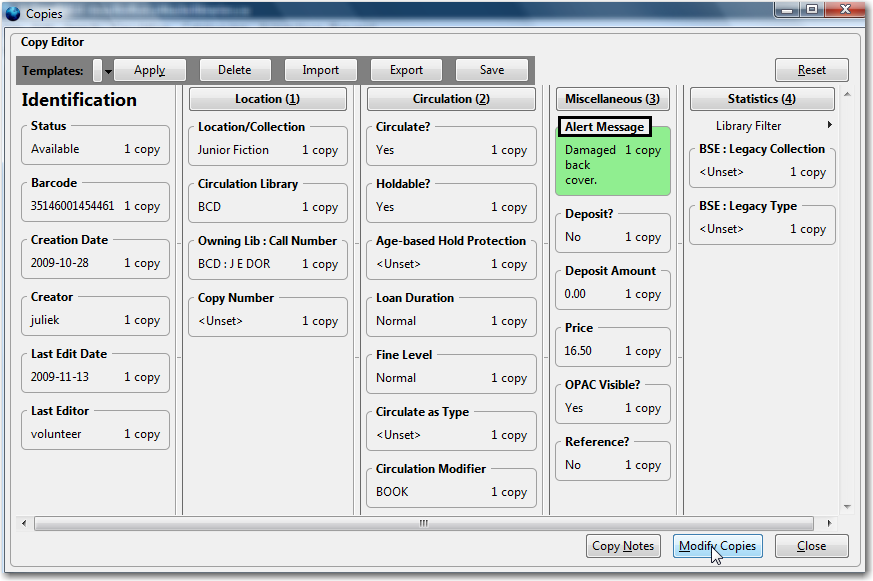 Copies
Copy Editor
Templates: Apply Delete Import Export Save Reset
Identification
Status
Available 1 copy
Barcode
35146001454461 1 copy
Creation Date
2009-10-28 1 copy
Creator
juliek 1 copy
Last Edit Date
2009-11-13 1 copy
Last Editor
volunteer 1 copy
Location (1)
Location/Collection
Junior Fiction 1 copy
Circulation Library
BCD 1 copy
Owning Lib : Call Number
BCD : J E DOR 1 copy
Copy Number
<Unset> 1 copy
Circulation (2)
Circulate?
Yes 1 copy
Holdable?
Yes 1 copy
Age-based Hold Protection
<Unset> 1 copy
Loan Duration
Normal 1 copy
Fine Level
Normal 1 copy
Circulate as Type
<Unset> 1 copy
Circulation Modifier
BOOK 1 copy
Miscellaneous (3)
Alert Message
Damaged 1 copy
back
cover.
Deposit?
No 1 copy
Deposit Amount
0.00 1 copy
Price
16.50 1 copy
OPAC Visible?
Yes 1 copy
Reference?
No 1 copy
Statistics (4)
Library Filter
BSE : Legacy Collection
<Unset> 1 copy
BSE : Legacy Type
<Unset> 1 copy
Copy Notes Modify Copies Close